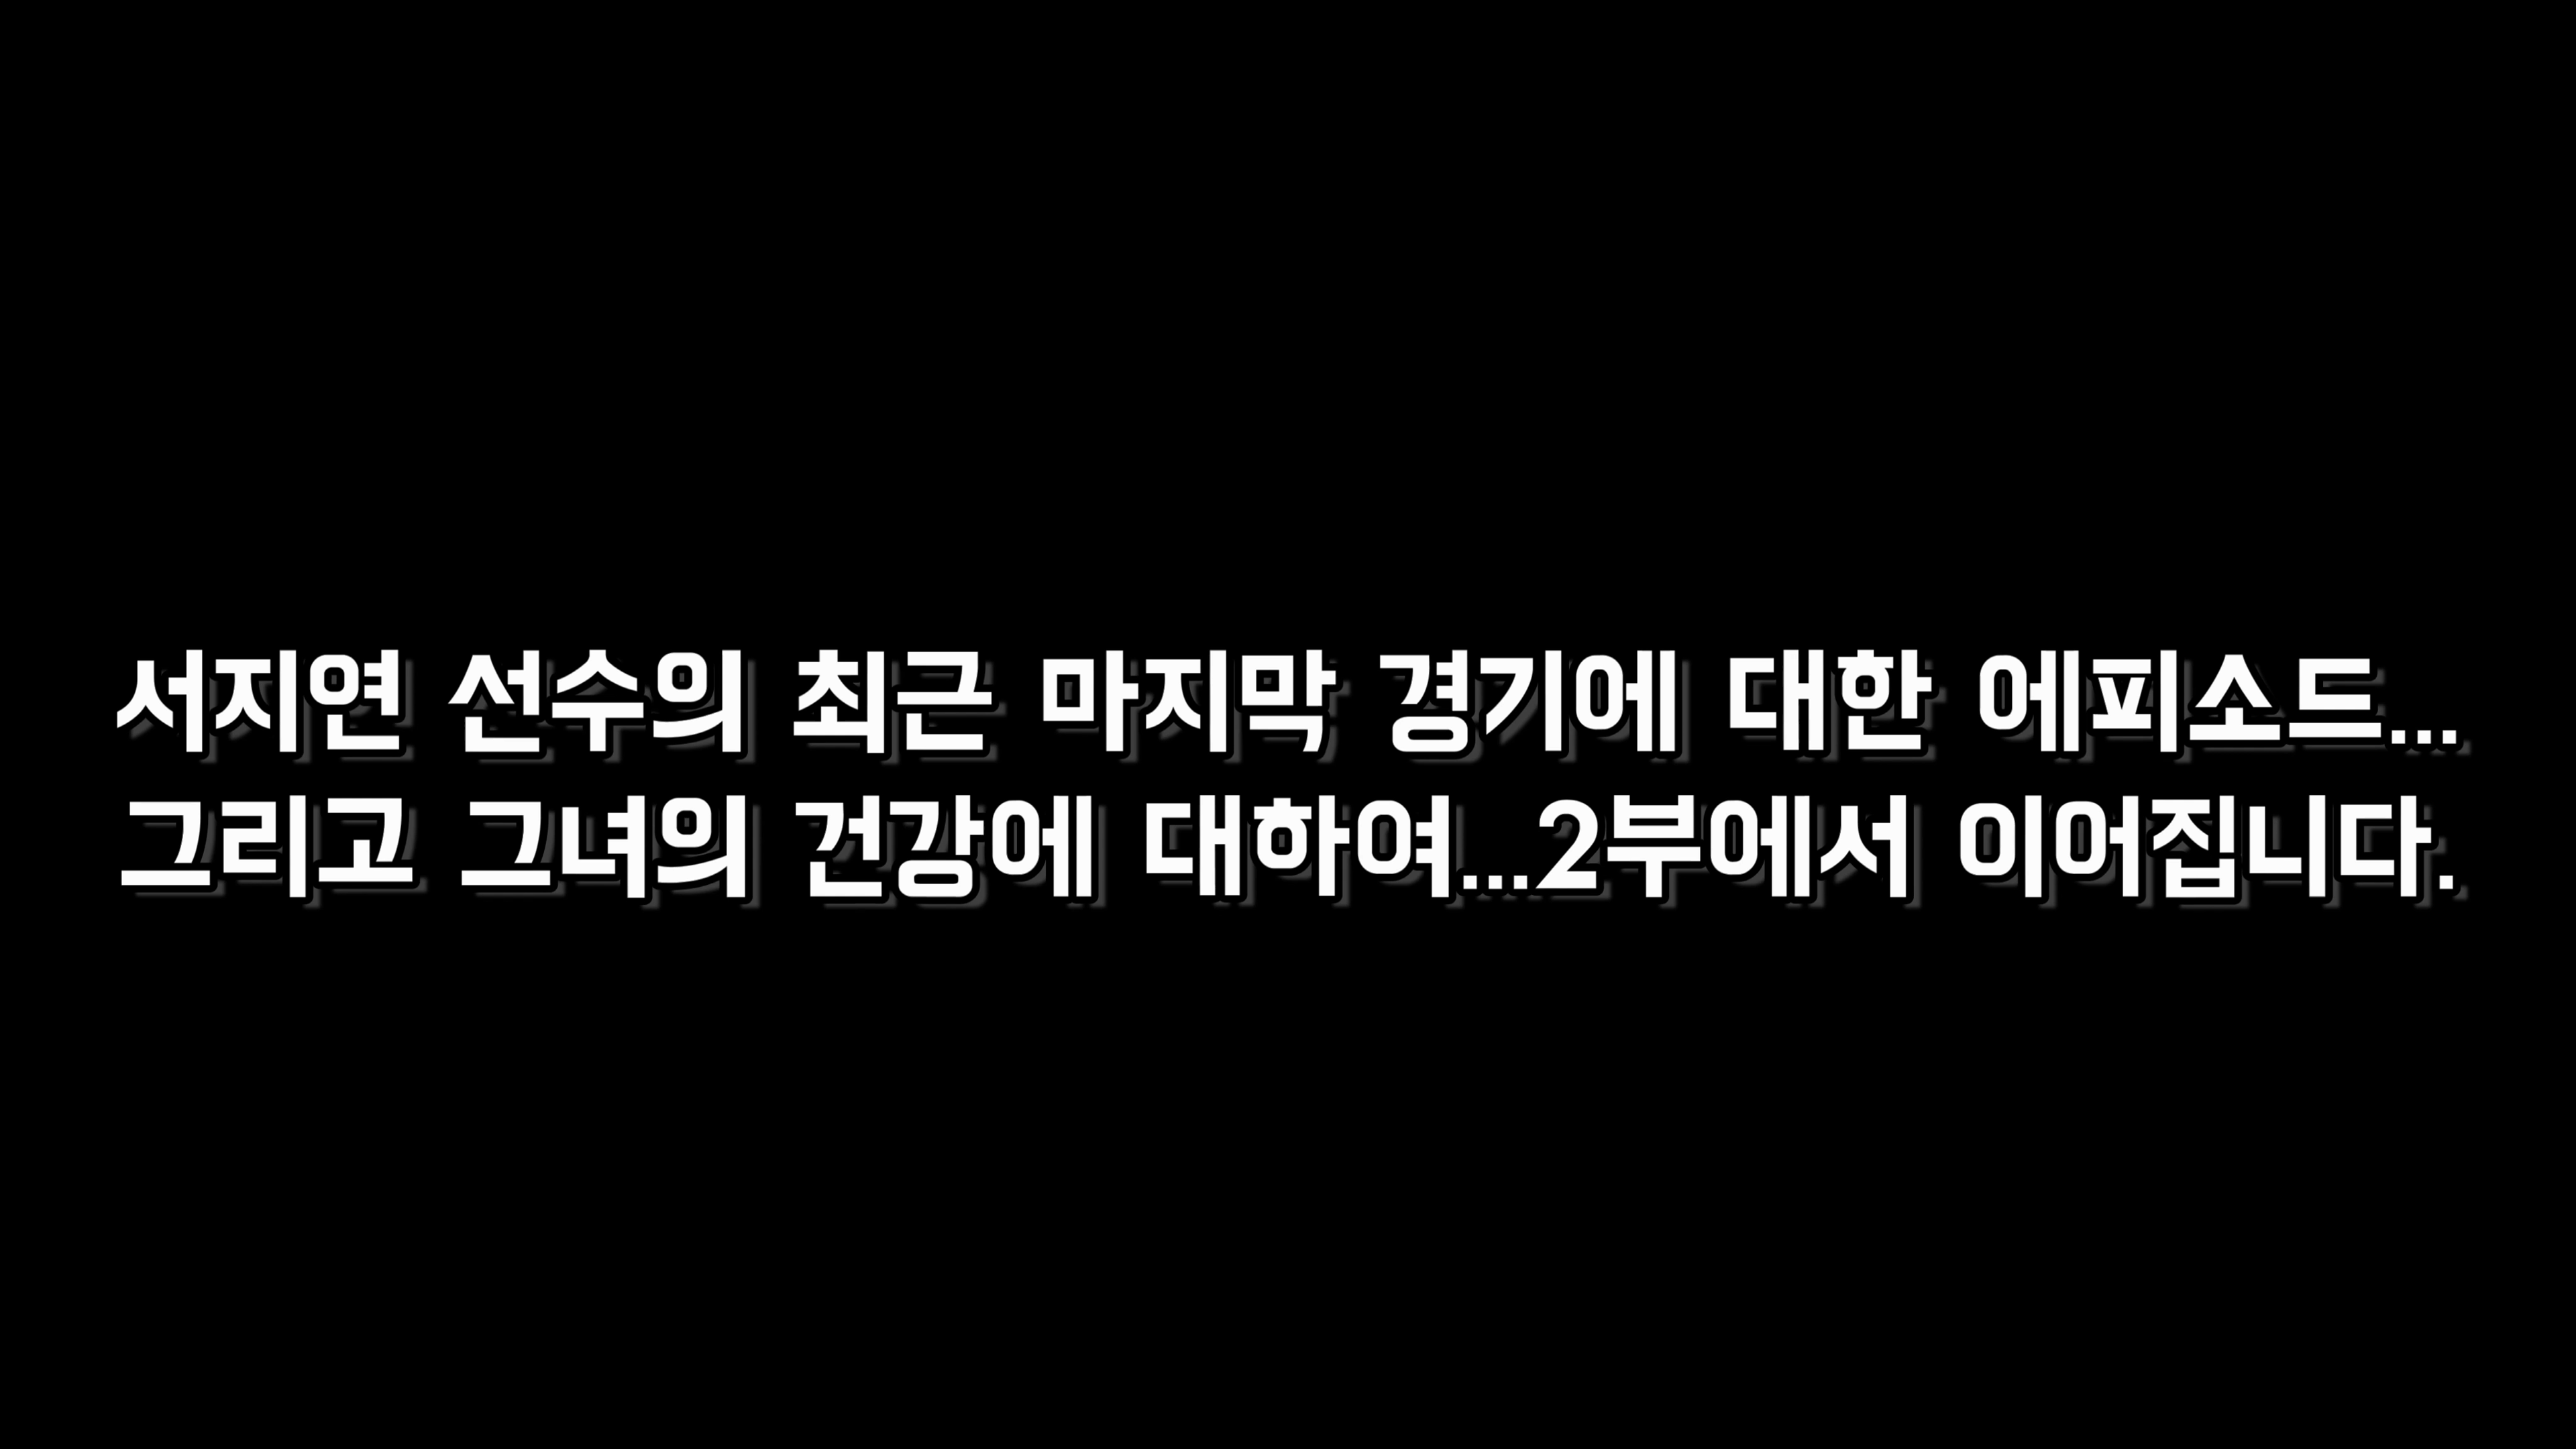 서지연 선수의 최근 마지막 경기에 대한 에피소드...
그리고 그녀의 건강에 대하여...2부에서 이어집니다.